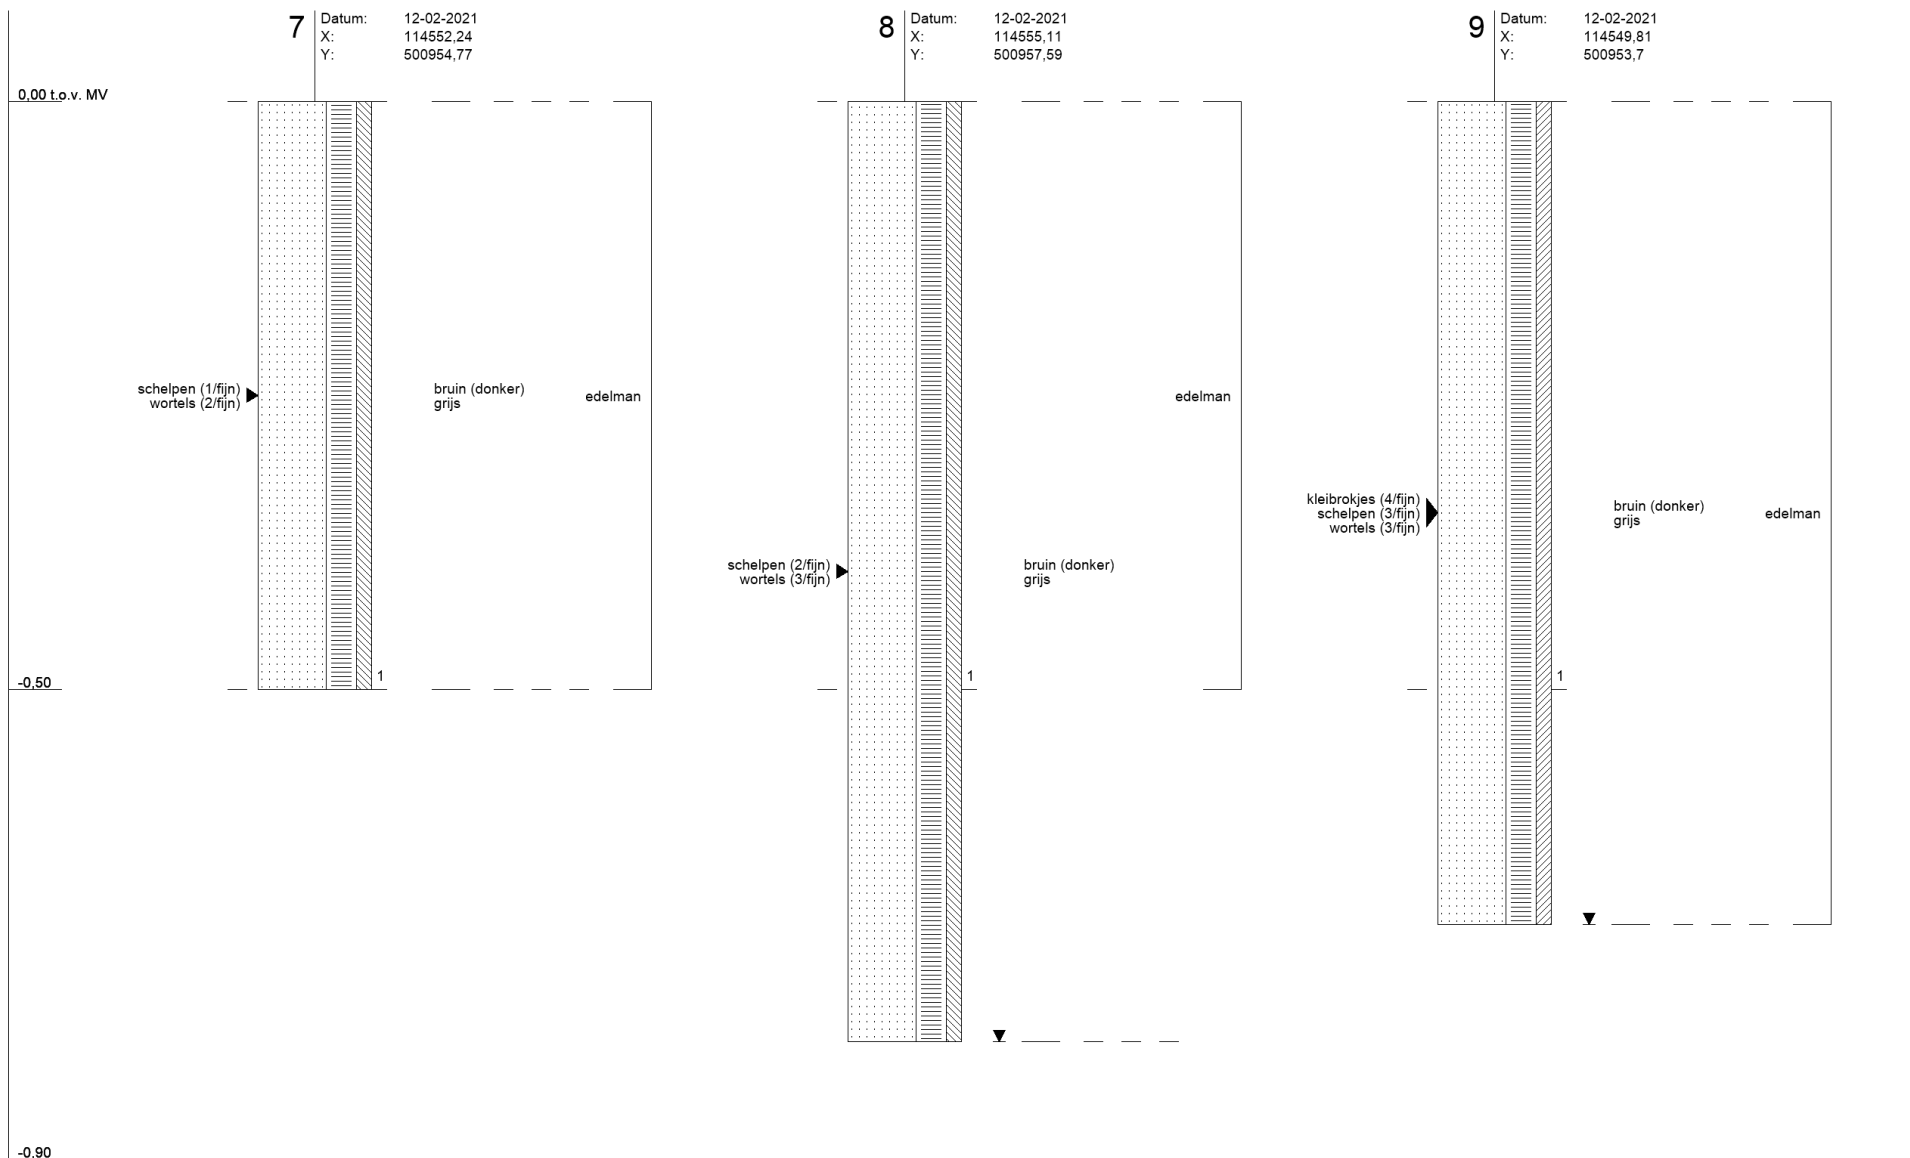 7
Datum: 12-02-2021
X: 114552,24
Y: 500954,77
8
Datum: 12-02-2021
X: 114555,11
Y: 500957,59
9
Datum: 12-02-2021
X: 114549,81
Y: 500953,7
0,00 t.o.v. MV
schelpen (1/fijn)
wortels (2/fijn)
bruin (donker)
grijs
edelman
1
schelpen (2/fijn)
wortels (3/fijn)
bruin (donker)
grijs
edelman
1
kleibrokjes (4/fijn)
schelpen (3/fijn)
wortels (3/fijn)
bruin (donker)
grijs
edelman
1
-0,50
-0,90